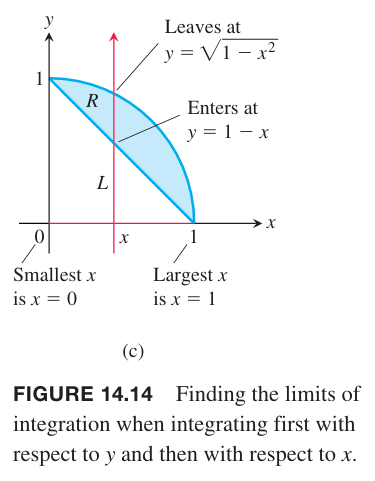 y
Leaves at
y = √1 − x²
1
R
Enters at
y = 1 − x
L
x
0
x
1
Smallest x
is x = 0
Largest x
is x = 1
(c)
FIGURE 14.14 Finding the limits of
integration when integrating first with
respect to y and then with respect to x.